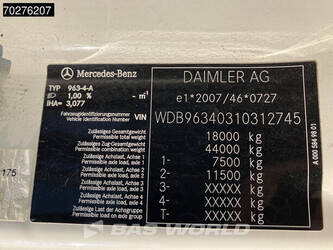 70276207
Mercedes-Benz
DAIMLER AG
TYP 963-4-A
1,00 % - m⁻¹
IHA= 3,077
e1*2007/46*0727
Fahrzeugidentifizierungsnummer
Vehicle Identification Number VIN
WDB96340310312745
Zulässiges Gesamtgewicht
Permissible total weight 18000 kg
Zulässiges Zug-Gesamtgewicht
Permissible combination weight 44000 kg
Zulässige Achslast, Achse 1
Permissible axle load, axle 1 1- 7500 kg
Zulässige Achslast, Achse 2
Permissible axle load, axle 2 2- 11500 kg
Zulässige Achslast, Achse 3
Permissible axle load, axle 3 3- XXXXX kg
Zulässige Achslast, Achse 4
Permissible axle load, axle 4 4- XXXXX kg
Zulässige Last der Achsgruppe
Permissible load of axle group T- XXXXX kg
A 000 584 98 01
175
BAS WORLD